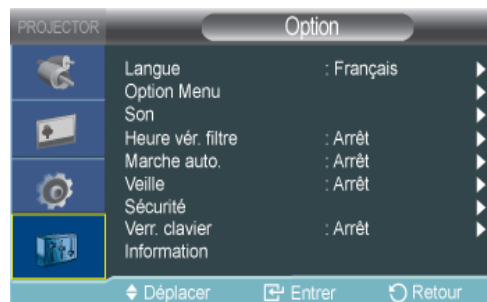 PROJECTOR
Option
Langue : Français
Option Menu
Son
Heure vér. filtre : Arrêt
Marche auto. : Arrêt
Veille : Arrêt
Sécurité
Verr. clavier : Arrêt
Information
Déplacer Entrer Retour